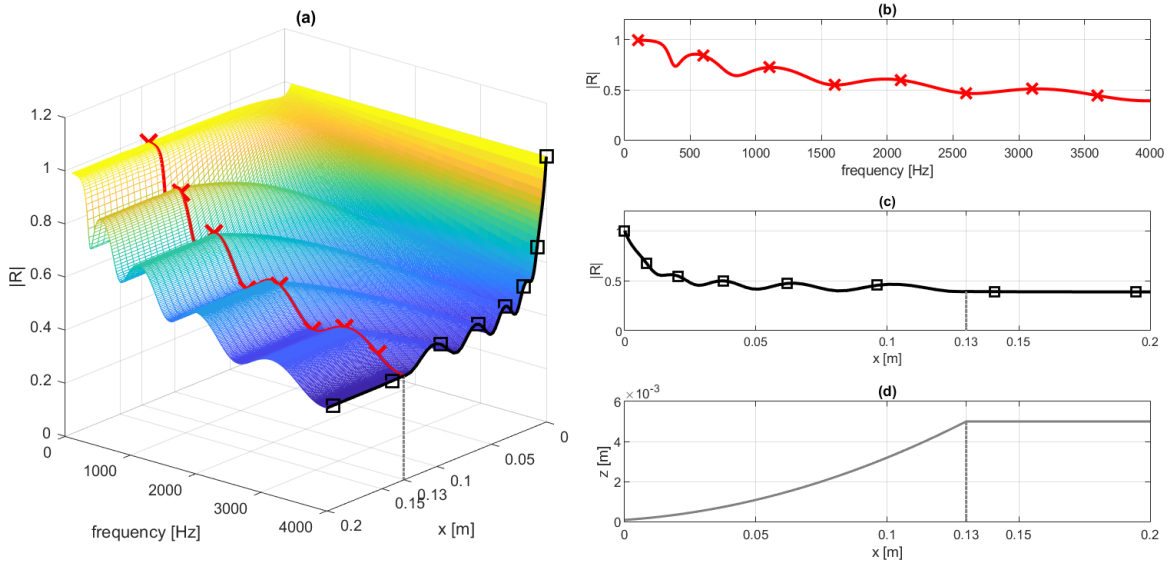 (a)
1.2
1
0.8
0.6
0.4
0.2
0
|R|
0
1000
2000
3000
4000
frequency [Hz]
0.2
0.15
0.13
0.1
0.05
0
x [m]
(b)
1
0.5
0
|R|
0 500 1000 1500 2000 2500 3000 3500 4000
frequency [Hz]
(c)
0.5
0
|R|
0 0.05 0.1 0.13 0.15 0.2
x [m]
(d)
×10⁻³
6
4
2
0
z [m]
0 0.05 0.1 0.13 0.15 0.2
x [m]